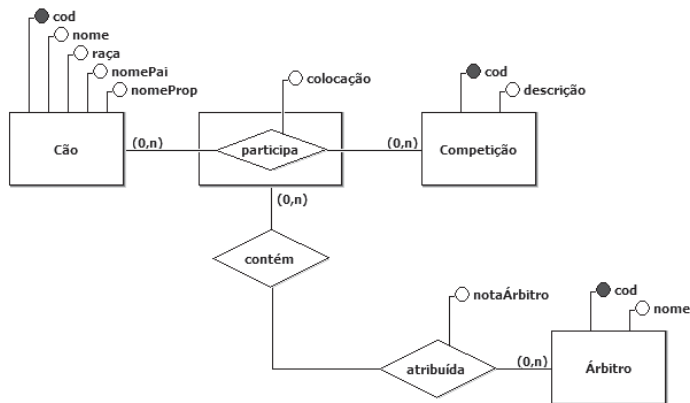 cod
nome
raça
nomePai
nomeProp
colocação
cod
descrição
Cão
(0,n)
participa
(0,n)
Competição
(0,n)
contém
notaÁrbitro
cod
nome
atribuída
(0,n)
Árbitro